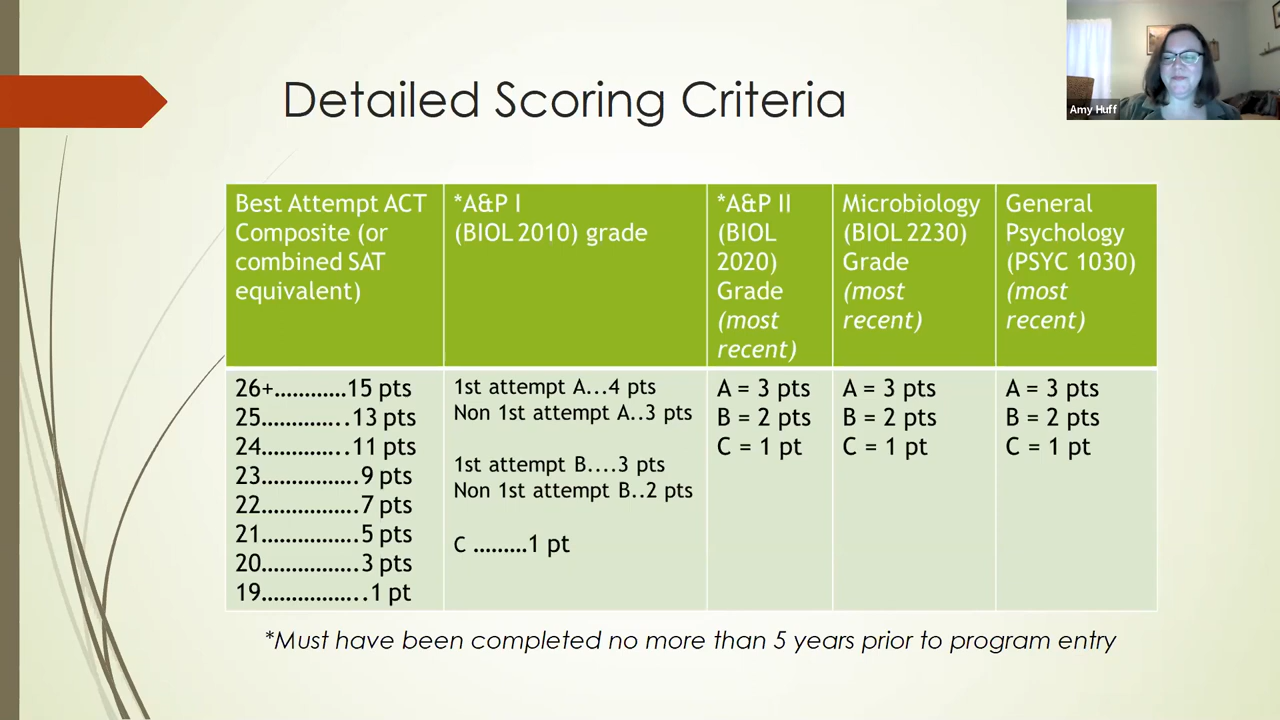 Detailed Scoring Criteria
Amy Huff
Best Attempt ACT
Composite (or
combined SAT
equivalent)
*A&P I
(BIOL 2010) grade
*A&P II
(BIOL
2020)
Grade
(most
recent)
Microbiology
(BIOL 2230)
Grade
(most
recent)
General
Psychology
(PSYC 1030)
(most
recent)
26+............15 pts
25..............13 pts
24..............11 pts
23................9 pts
22................7 pts
21................5 pts
20................3 pts
19.................1 pt
1st attempt A...4 pts
Non 1st attempt A..3 pts
1st attempt B....3 pts
Non 1st attempt B..2 pts
C .........1 pt
A = 3 pts
B = 2 pts
C = 1 pt
A = 3 pts
B = 2 pts
C = 1 pt
A = 3 pts
B = 2 pts
C = 1 pt
*Must have been completed no more than 5 years prior to program entry